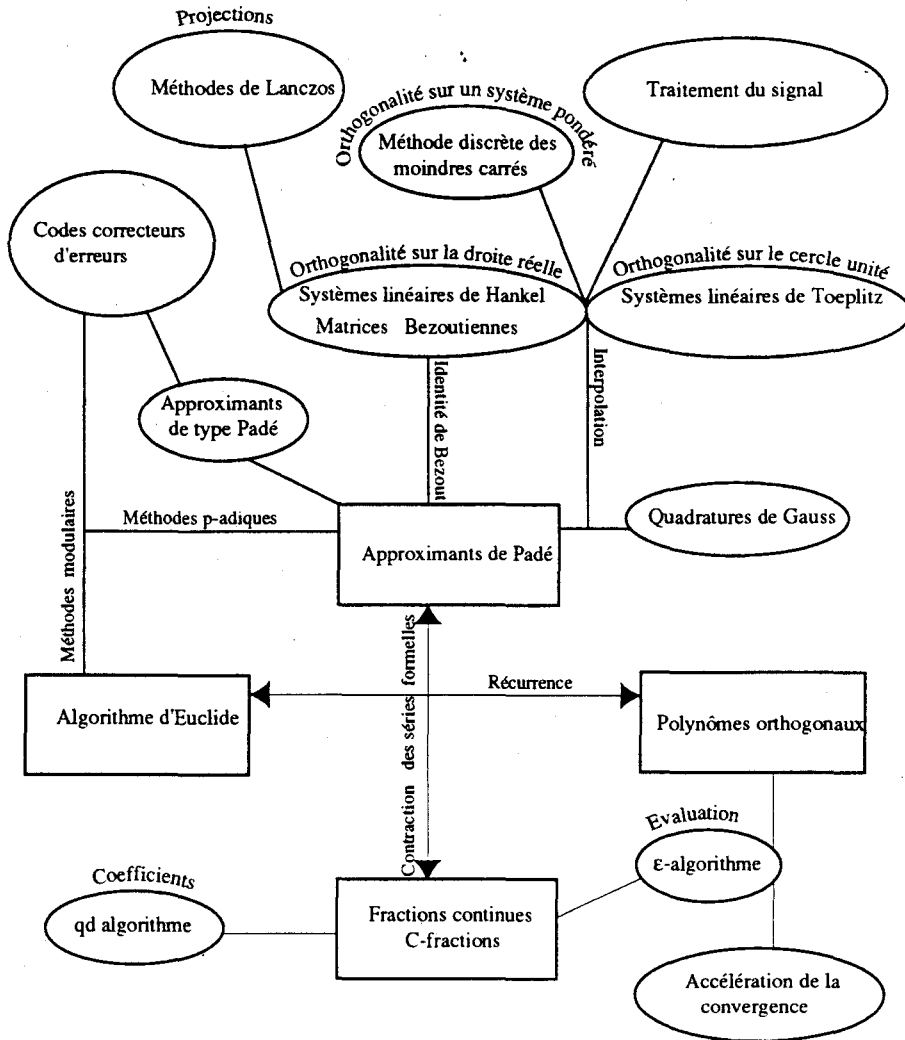 Projections
Méthodes de Lanczos
Orthogonalité sur un système pondéré
Méthode discrète des
moindres carrés
Traitement du signal
Codes correcteurs
d'erreurs
Orthogonalité sur la droite réelle
Systèmes linéaires de Hankel
Matrices Bezoutiennes
Orthogonalité sur le cercle unité
Systèmes linéaires de Toeplitz
Approximants
de type Padé
Identité de Bezout
Interpolation
Méthodes modulaires
Méthodes p-adiques
Approximants de Padé
Quadratures de Gauss
Contraction des séries formelles
Récurrence
Algorithme d'Euclide
Polynômes orthogonaux
Evaluation
ε-algorithme
Coefficients
qd algorithme
Fractions continues
C-fractions
Accélération de la
convergence